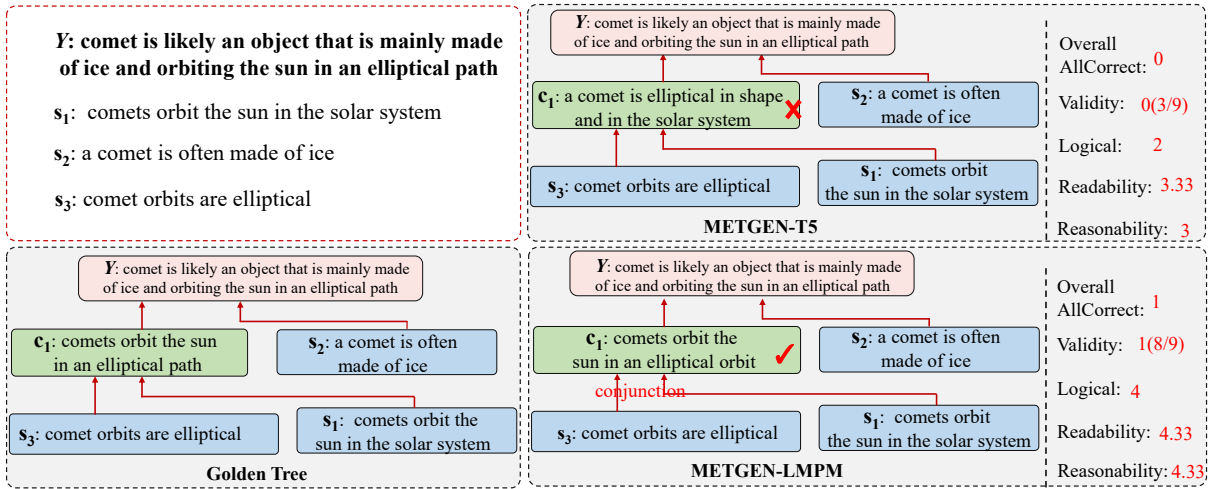 Y: comet is likely an object that is mainly made
of ice and orbiting the sun in an elliptical path
s1: comets orbit the sun in the solar system
s2: a comet is often made of ice
s3: comet orbits are elliptical
Y: comet is likely an object that is mainly made
of ice and orbiting the sun in an elliptical path
c1: a comet is elliptical in shape
and in the solar system
s2: a comet is often
made of ice
s3: comet orbits are elliptical
s1: comets orbit
the sun in the solar system
METGEN-T5
Overall
AllCorrect: 0
Validity: 0(3/9)
Logical: 2
Readability: 3.33
Reasonability: 3
Y: comet is likely an object that is mainly made
of ice and orbiting the sun in an elliptical path
c1: comets orbit the sun
in an elliptical path
s2: a comet is often
made of ice
s3: comet orbits are elliptical
s1: comets orbit the
sun in the solar system
Golden Tree
Y: comet is likely an object that is mainly made
of ice and orbiting the sun in an elliptical path
c1: comets orbit the
sun in an elliptical orbit
s2: a comet is often
made of ice
conjunction
s3: comet orbits are elliptical
s1: comets orbit
the sun in the solar system
METGEN-LMPM
Overall
AllCorrect: 1
Validity: 1(8/9)
Logical: 4
Readability: 4.33
Reasonability: 4.33